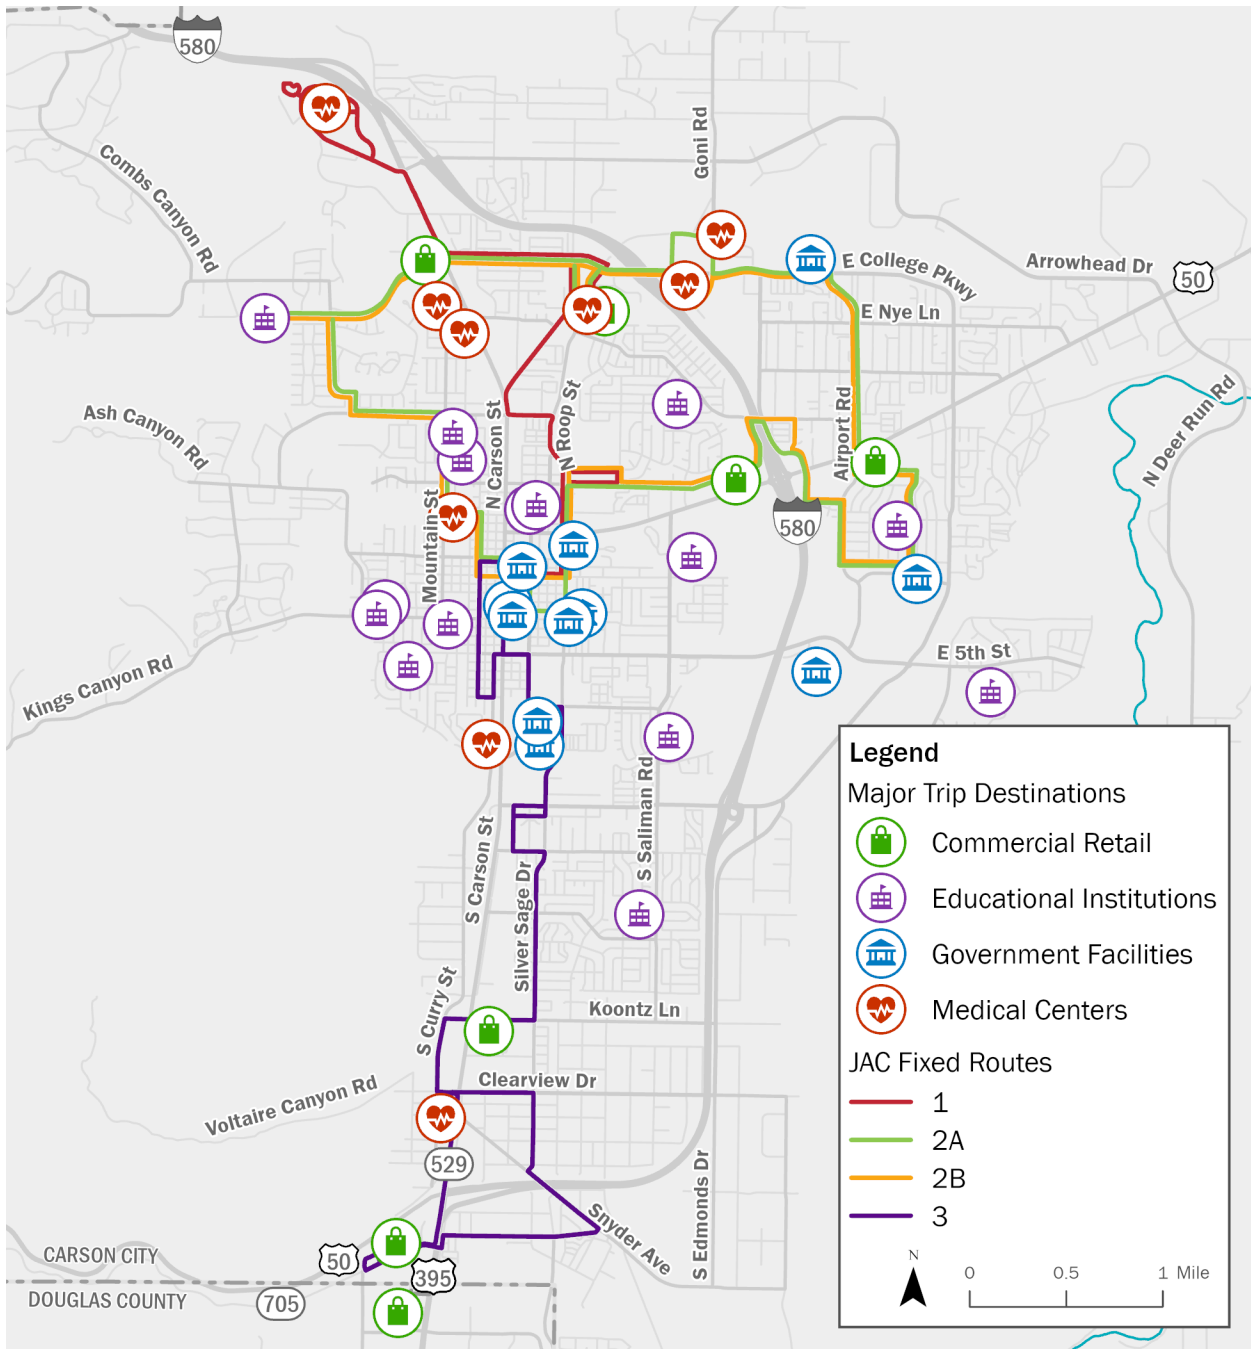 580
Goni Rd
Combs Canyon Rd
E College Pkwy
Arrowhead Dr
50
E Nye Ln
Ash Canyon Rd
N Carson St
N Roop St
Airport Rd
N Deer Run Rd
Mountain St
580
Kings Canyon Rd
E 5th St
S Saliman Rd
S Carson St
Silver Sage Dr
S Curry St
Koontz Ln
Clearview Dr
Voltaire Canyon Rd
529
S Edmonds Dr
Snyder Ave
CARSON CITY
50
395
DOUGLAS COUNTY
705
Legend
Major Trip Destinations
Commercial Retail
Educational Institutions
Government Facilities
Medical Centers
JAC Fixed Routes
1
2A
2B
3
N
0 0.5 1 Mile